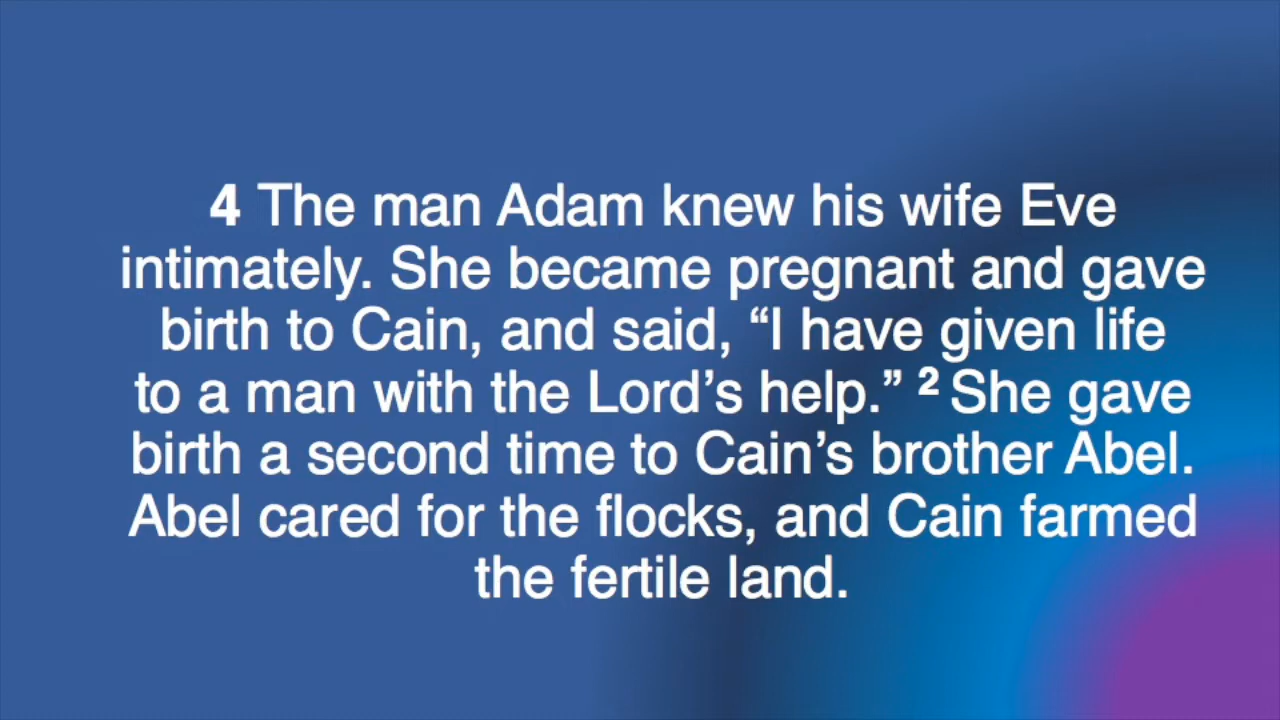 4 The man Adam knew his wife Eve
intimately. She became pregnant and gave
birth to Cain, and said, “I have given life
to a man with the Lord’s help.” 2 She gave
birth a second time to Cain’s brother Abel.
Abel cared for the flocks, and Cain farmed
the fertile land.